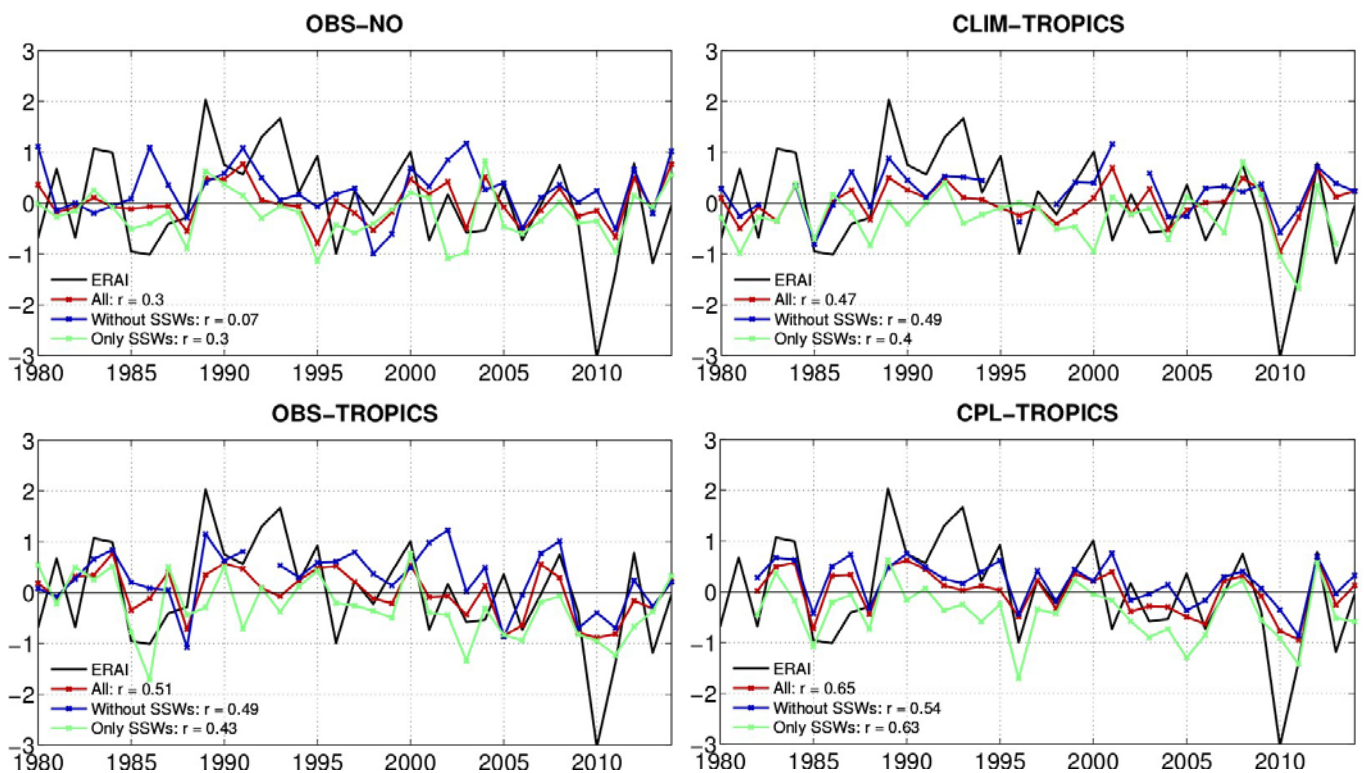 OBS−NO
3
2
1
0
−1
−2
−3
ERAI
All: r = 0.3
Without SSWs: r = 0.07
Only SSWs: r = 0.3
1980 1985 1990 1995 2000 2005 2010
CLIM−TROPICS
3
2
1
0
−1
−2
−3
ERAI
All: r = 0.47
Without SSWs: r = 0.49
Only SSWs: r = 0.4
1980 1985 1990 1995 2000 2005 2010
OBS−TROPICS
3
2
1
0
−1
−2
−3
ERAI
All: r = 0.51
Without SSWs: r = 0.49
Only SSWs: r = 0.43
1980 1985 1990 1995 2000 2005 2010
CPL−TROPICS
3
2
1
0
−1
−2
−3
ERAI
All: r = 0.65
Without SSWs: r = 0.54
Only SSWs: r = 0.63
1980 1985 1990 1995 2000 2005 2010